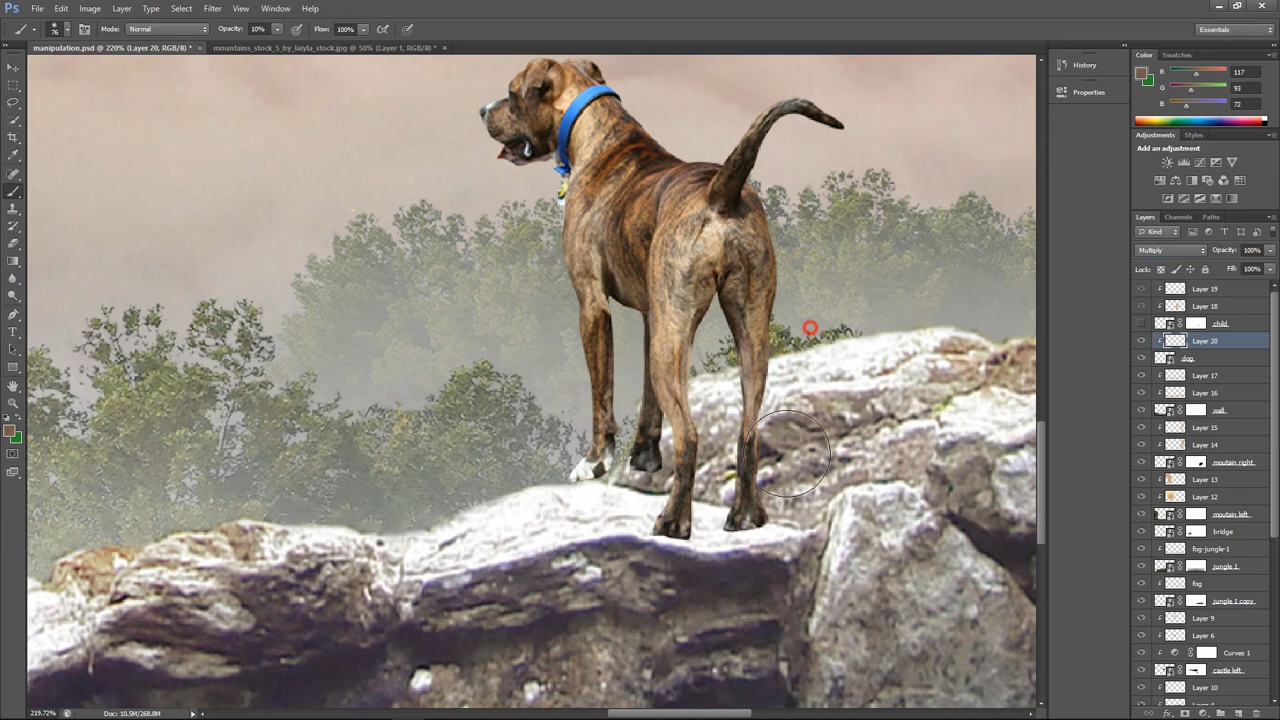 Ps File Edit Image Layer Type Select Filter View Window Help
76 Mode: Normal Opacity: 10% Flow: 100% Essentials
manipulation.psd @ 220% (Layer 20, RGB/8) * × mountains_stock_5_by_laiyla_stock.jpg @ 50% (Layer 1, RGB/8) * ×
History
Properties
Color Swatches
R 117
G 93
B 72
Adjustments Styles
Add an adjustment
Layers Channels Paths
Kind
Multiply Opacity: 100%
Lock: Fill: 100%
Layer 19
Layer 18
child
Layer 20
dog
Layer 17
wall
Layer 15
Layer 14
moutain right
Layer 13
Layer 12
moutain left
bridge
fog-jungle-1
jungle 1
fog
jungle 1 copy
Layer 9
Layer 6
Curves 1
castle left
Layer 10
219.72% Doc: 10.5M/268.8M